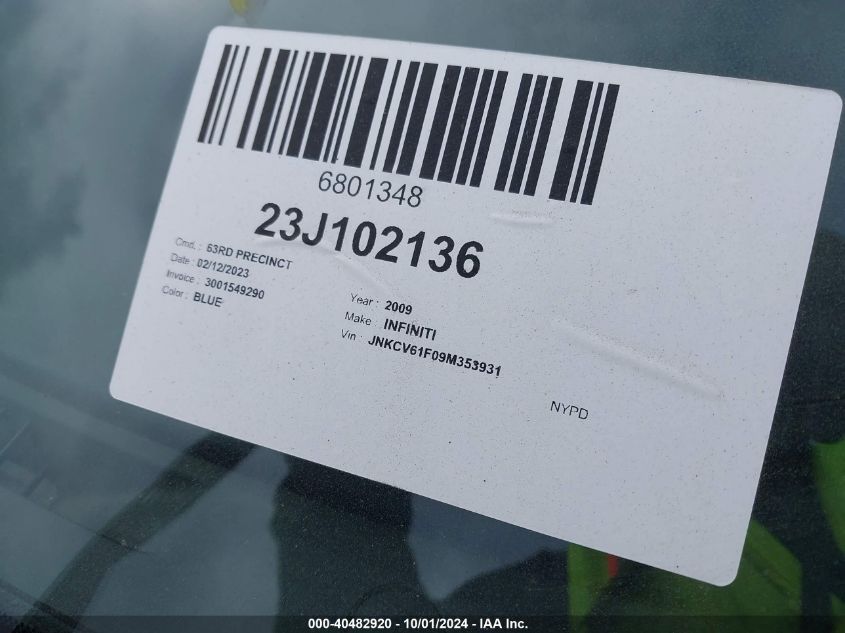 6801348
23J102136
Cmd. : 63RD PRECINCT
Date : 02/12/2023
Invoice : 3001549290
Color : BLUE
Year : 2009
Make : INFINITI
Vin : JNKCV61F09M353931
NYPD
000-40482920 - 10/01/2024 - IAA Inc.